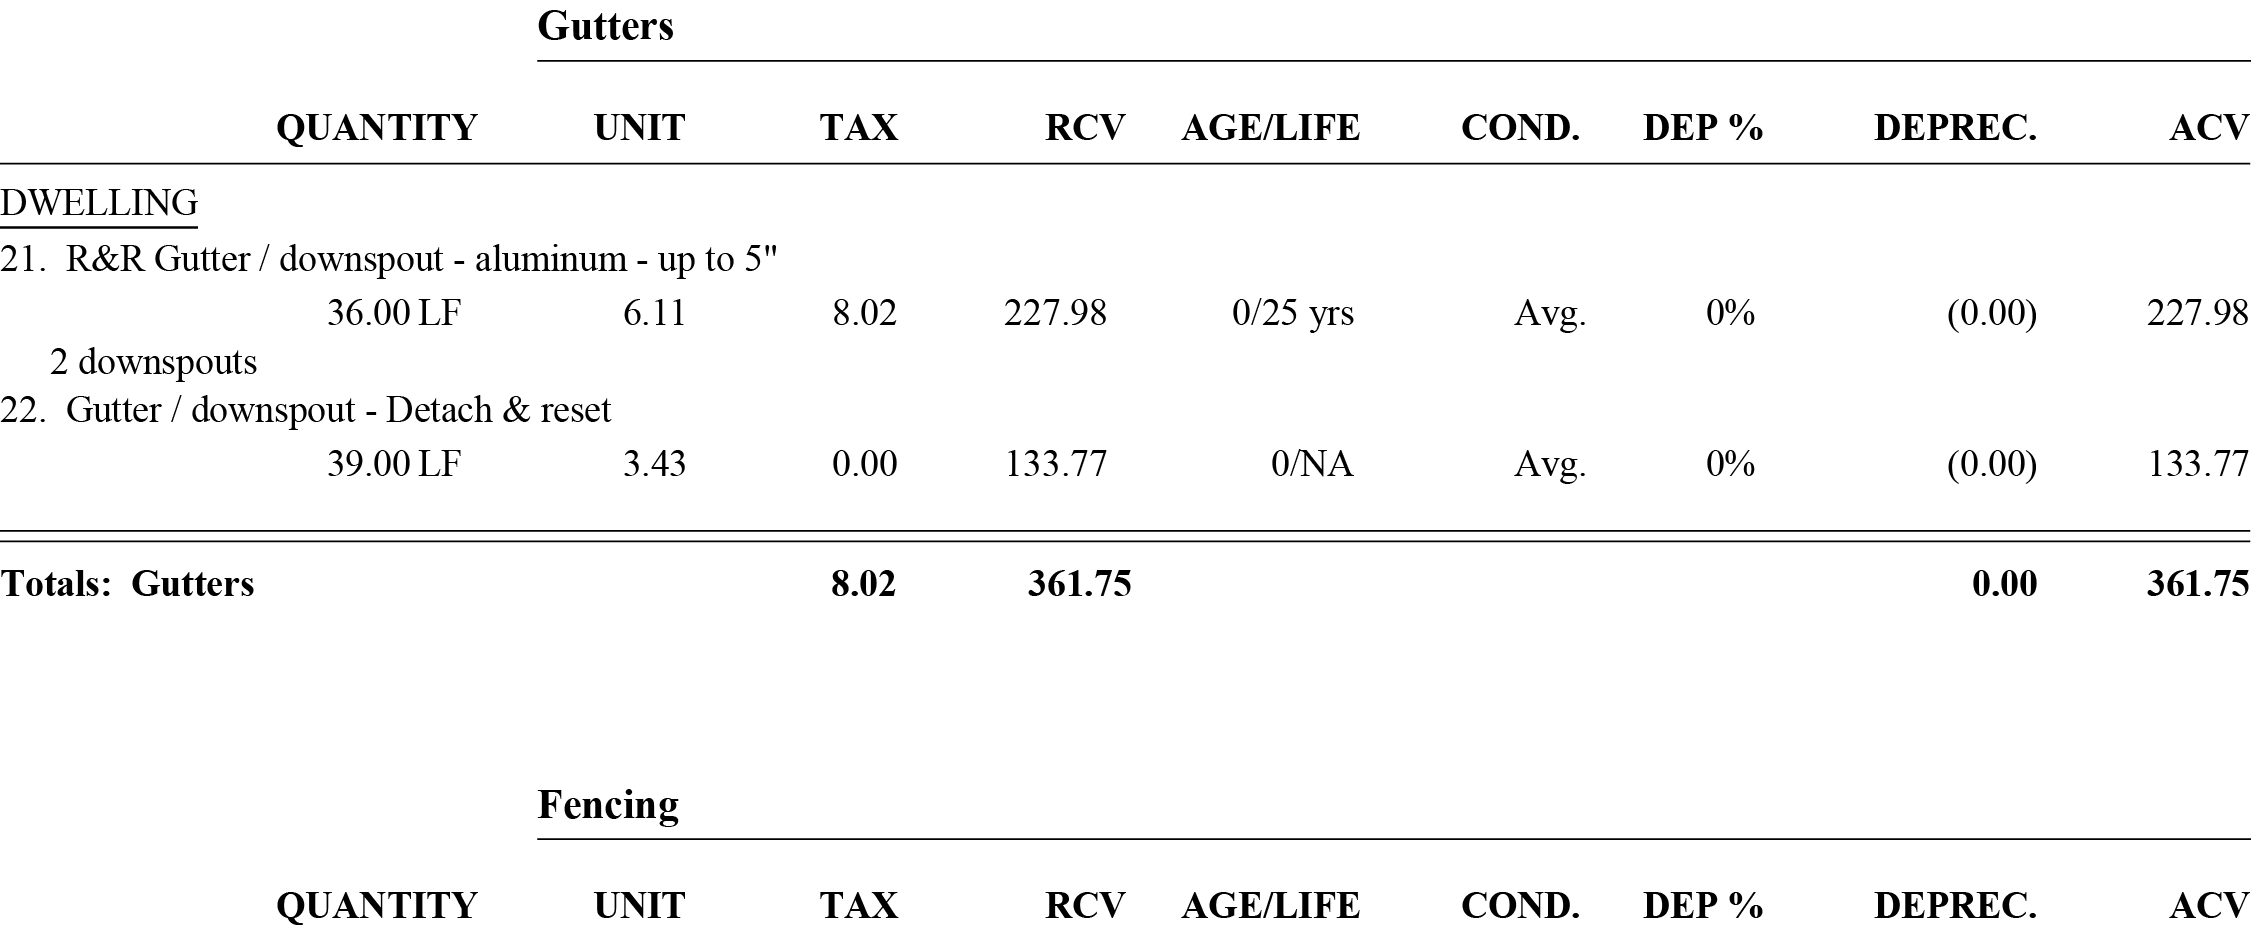 Gutters
QUANTITY UNIT TAX RCV AGE/LIFE COND. DEP % DEPREC. ACV
DWELLING
21. R&R Gutter / downspout - aluminum - up to 5"
36.00 LF 6.11 8.02 227.98 0/25 yrs Avg. 0% (0.00) 227.98
2 downspouts
22. Gutter / downspout - Detach & reset
39.00 LF 3.43 0.00 133.77 0/NA Avg. 0% (0.00) 133.77
Totals: Gutters 8.02 361.75 0.00 361.75
Fencing
QUANTITY UNIT TAX RCV AGE/LIFE COND. DEP % DEPREC. ACV